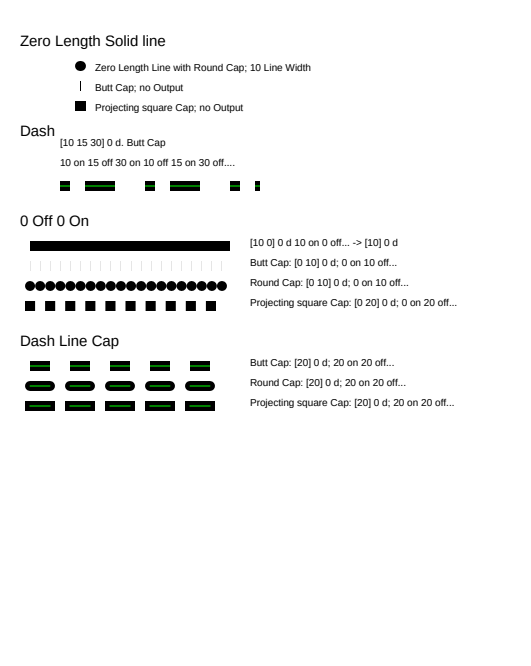 Zero Length Solid line
Zero Length Line with Round Cap; 10 Line Width
Butt Cap; no Output
Projecting square Cap; no Output
Dash
[10 15 30] 0 d. Butt Cap
10 on 15 off 30 on 10 off 15 on 30 off....
0 Off 0 On
[10 0] 0 d 10 on 0 off... -> [10] 0 d
Butt Cap: [0 10] 0 d; 0 on 10 off...
Round Cap: [0 10] 0 d; 0 on 10 off...
Projecting square Cap: [0 20] 0 d; 0 on 20 off...
Dash Line Cap
Butt Cap: [20] 0 d; 20 on 20 off...
Round Cap: [20] 0 d; 20 on 20 off...
Projecting square Cap: [20] 0 d; 20 on 20 off...